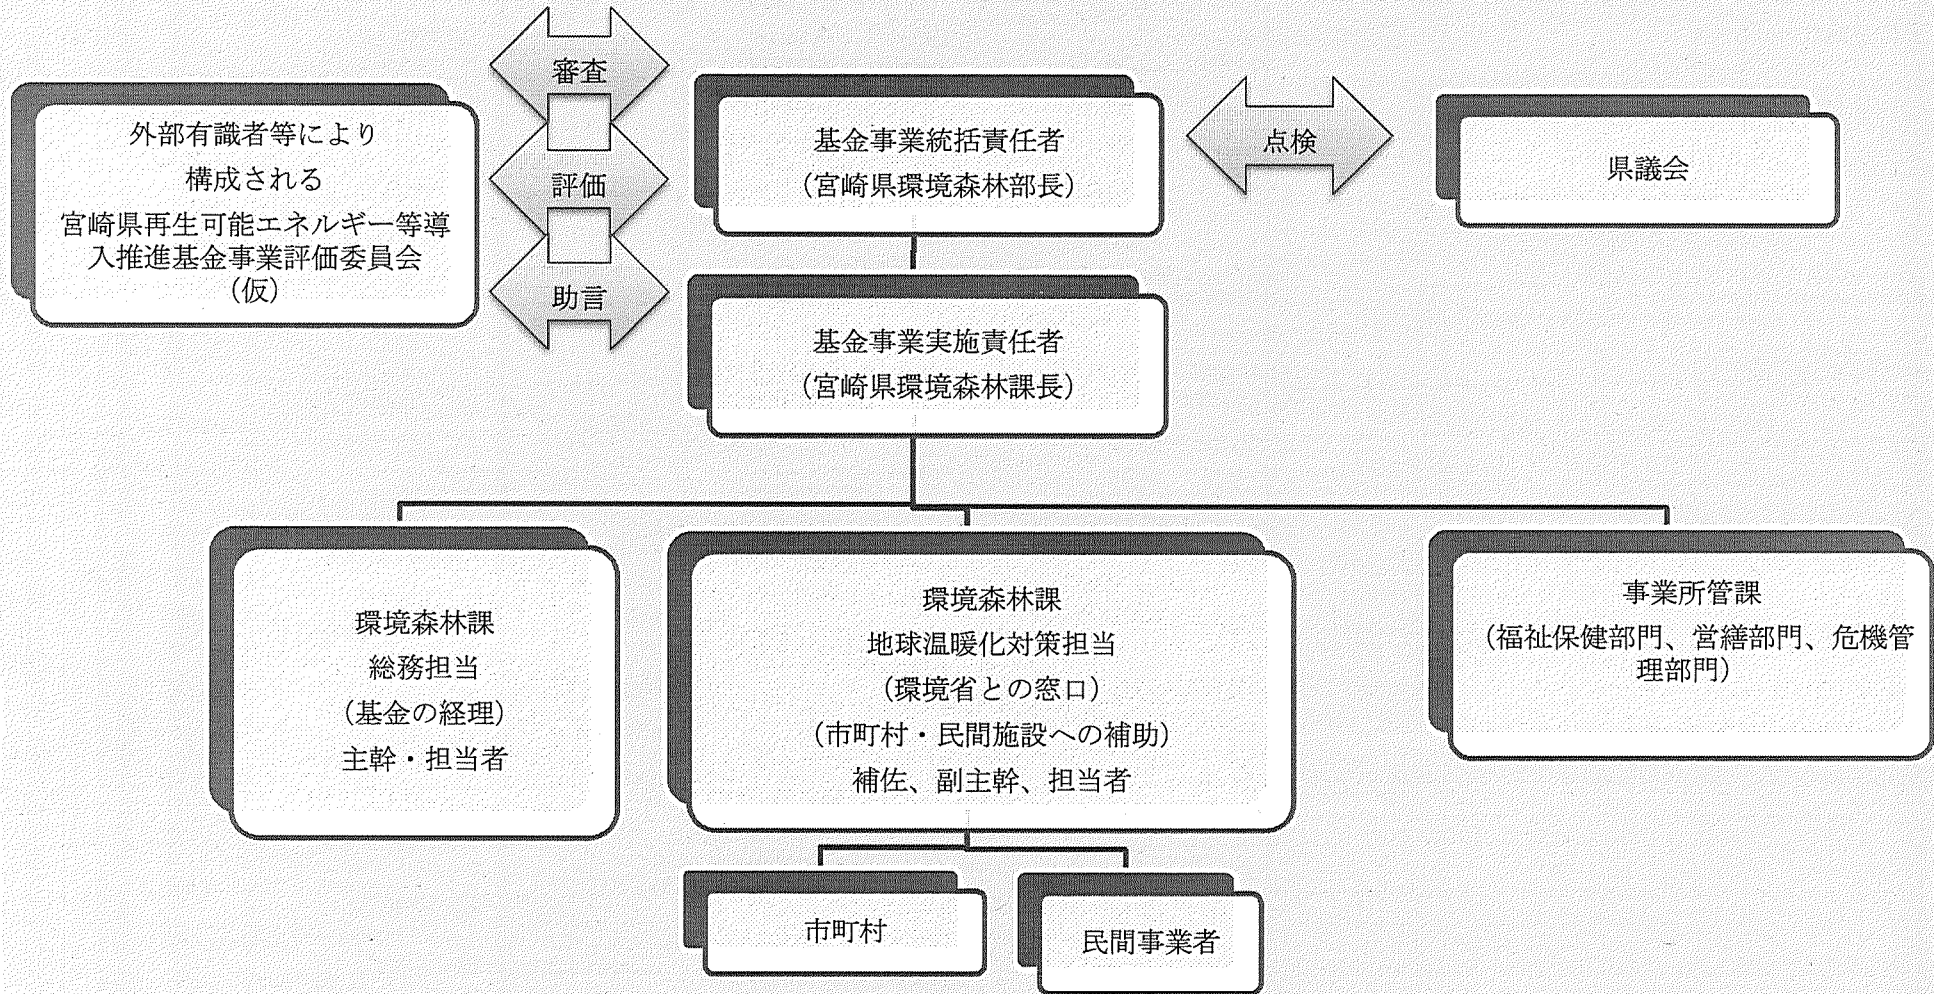 外部有識者等により
構成される
宮崎県再生可能エネルギー等導
入推進基金事業評価委員会
（仮）
審査
評価
助言
基金事業統括責任者
（宮崎県環境森林部長）
点検
県議会
基金事業実施責任者
（宮崎県環境森林課長）
環境森林課
総務担当
（基金の経理）
主幹・担当者
環境森林課
地球温暖化対策担当
（環境省との窓口）
（市町村・民間施設への補助）
補佐、副主幹、担当者
事業所管課
（福祉保健部門、営繕部門、危機管
理部門）
市町村
民間事業者